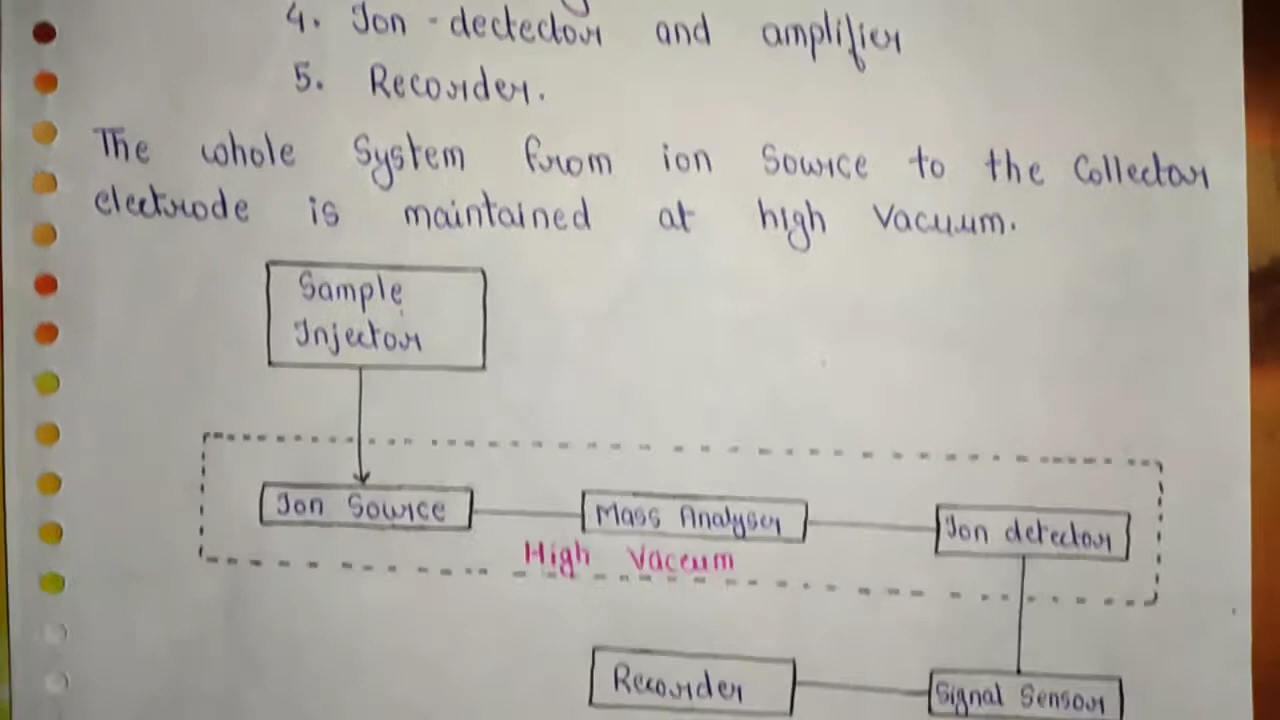 4. Ion-dectector and amplifier
5. Recorder.
The whole System from ion Source to the Collector
electrode is maintained at high Vacuum.
Sample
Injector
Ion Source
Mass Analyser
Ion detector
High Vaceum
Recorder
Signal Sensor